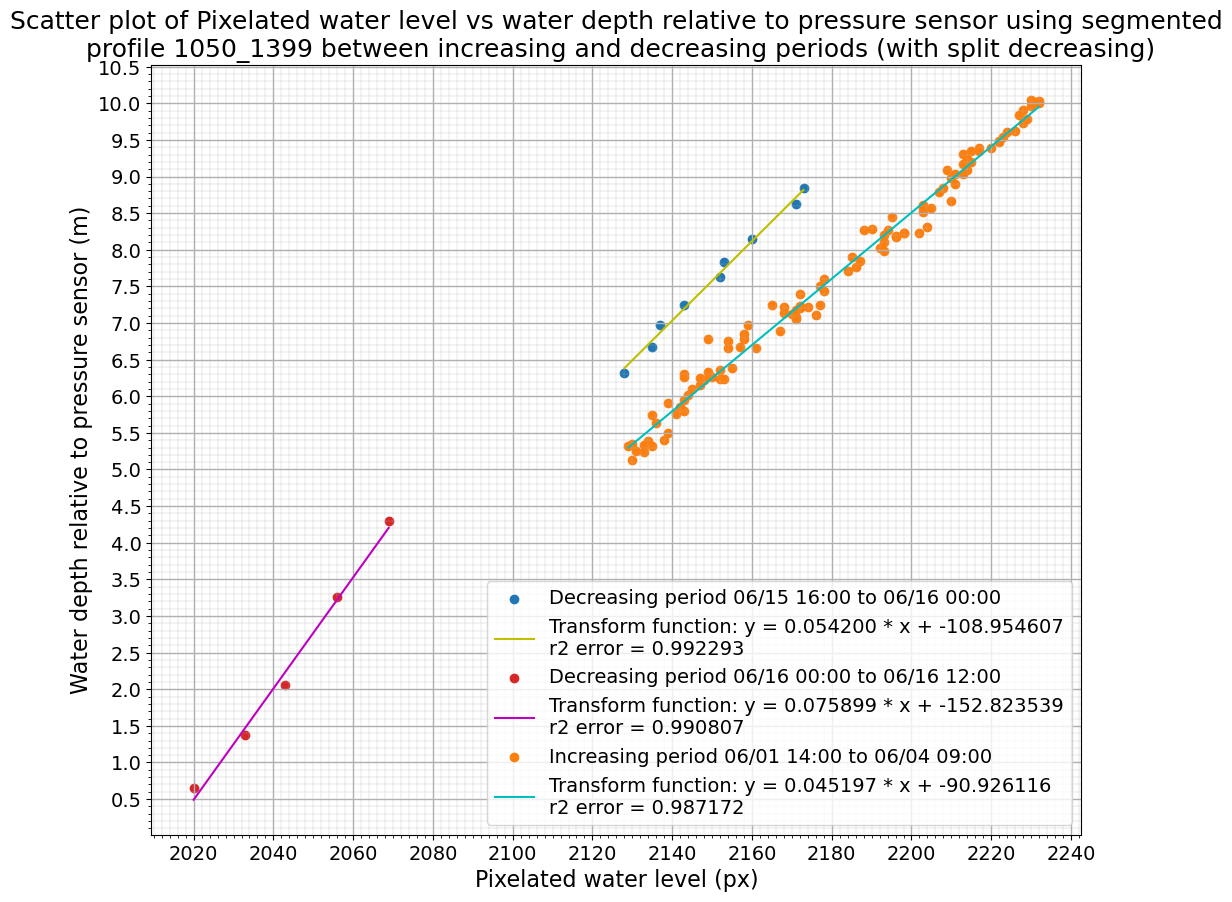 Scatter plot of Pixelated water level vs water depth relative to pressure sensor using segmented
profile 1050_1399 between increasing and decreasing periods (with split decreasing)
Water depth relative to pressure sensor (m)
10.5
10.0
9.5
9.0
8.5
8.0
7.5
7.0
6.5
6.0
5.5
5.0
4.5
4.0
3.5
3.0
2.5
2.0
1.5
1.0
0.5
Decreasing period 06/15 16:00 to 06/16 00:00
Transform function: y = 0.054200 * x + -108.954607
r2 error = 0.992293
Decreasing period 06/16 00:00 to 06/16 12:00
Transform function: y = 0.075899 * x + -152.823539
r2 error = 0.990807
Increasing period 06/01 14:00 to 06/04 09:00
Transform function: y = 0.045197 * x + -90.926116
r2 error = 0.987172
2020 2040 2060 2080 2100 2120 2140 2160 2180 2200 2220 2240
Pixelated water level (px)